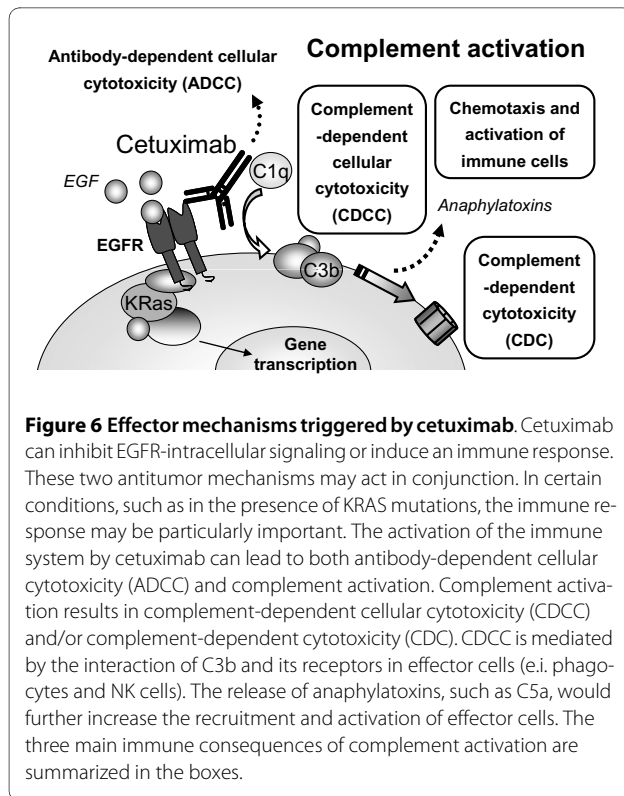 Antibody-dependent cellular
cytotoxicity (ADCC)
Complement activation
Cetuximab
EGF
EGFR
C1q
Complement
-dependent
cellular
cytotoxicity
(CDCC)
Chemotaxis and
activation of
immune cells
Anaphylatoxins
C3b
Complement
-dependent
cytotoxicity
(CDC)
KRas
Gene
transcription
Figure 6 Effector mechanisms triggered by cetuximab. Cetuximab
can inhibit EGFR-intracellular signaling or induce an immune response.
These two antitumor mechanisms may act in conjunction. In certain
conditions, such as in the presence of KRAS mutations, the immune re-
sponse may be particularly important. The activation of the immune
system by cetuximab can lead to both antibody-dependent cellular
cytotoxicity (ADCC) and complement activation. Complement activa-
tion results in complement-dependent cellular cytotoxicity (CDCC)
and/or complement-dependent cytotoxicity (CDC). CDCC is mediated
by the interaction of C3b and its receptors in effector cells (e.i. phago-
cytes and NK cells). The release of anaphylatoxins, such as C5a, would
further increase the recruitment and activation of effector cells. The
three main immune consequences of complement activation are
summarized in the boxes.